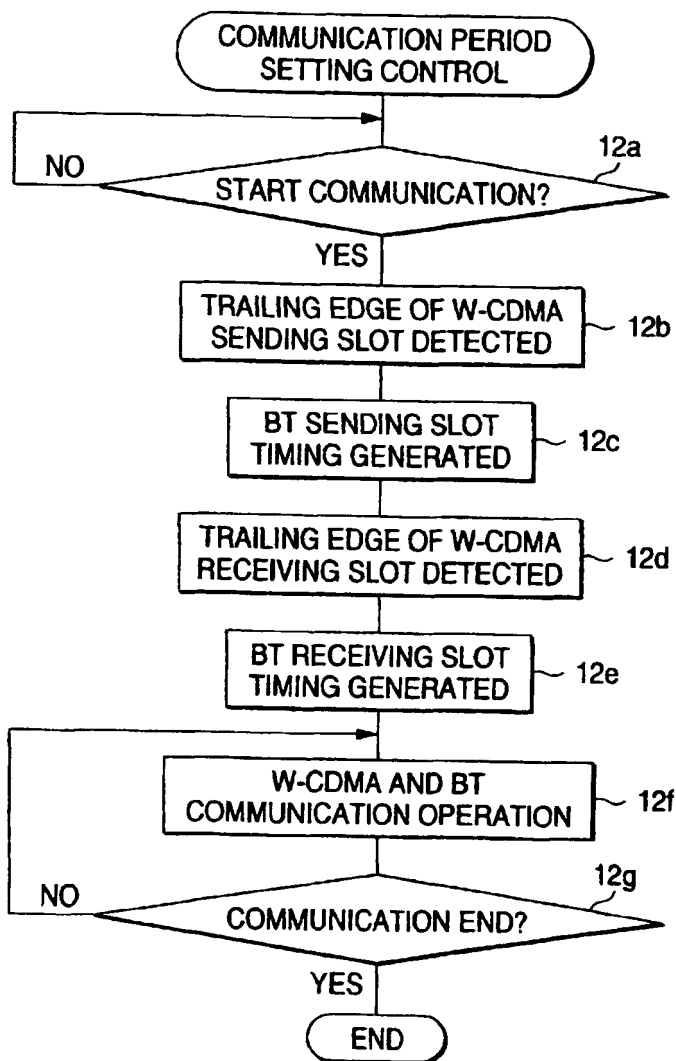 COMMUNICATION PERIOD
SETTING CONTROL
12a
NO
START COMMUNICATION?
YES
TRAILING EDGE OF W-CDMA
SENDING SLOT DETECTED
12b
BT SENDING SLOT
TIMING GENERATED
12c
TRAILING EDGE OF W-CDMA
RECEIVING SLOT DETECTED
12d
BT RECEIVING SLOT
TIMING GENERATED
12e
W-CDMA AND BT
COMMUNICATION OPERATION
12f
12g
NO
COMMUNICATION END?
YES
END